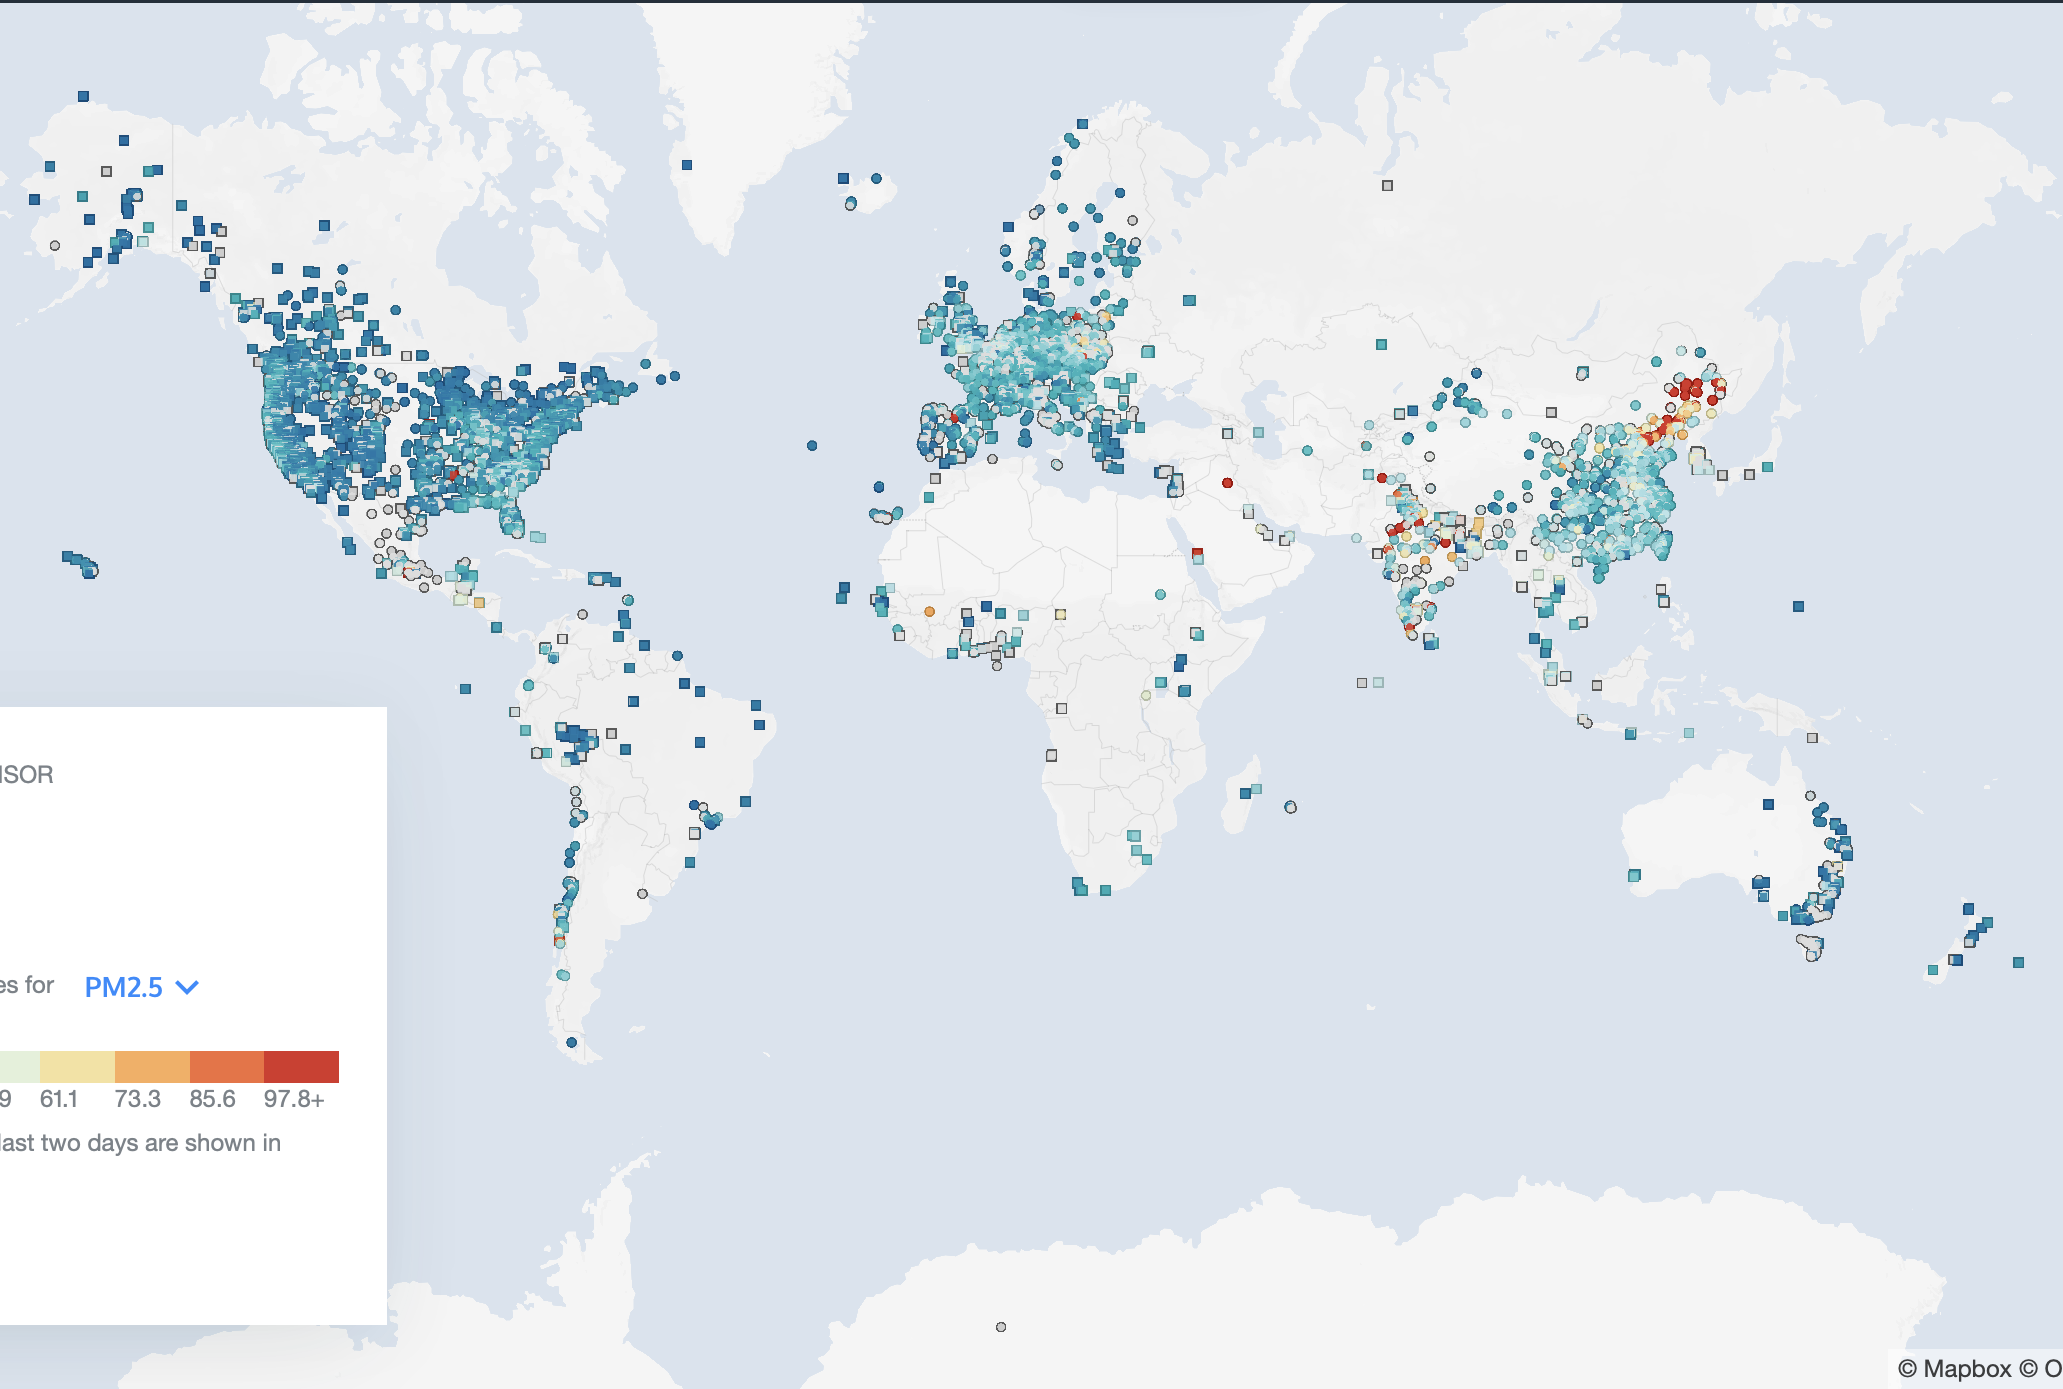 ISOR
es for PM2.5
9 61.1 73.3 85.6 97.8+
last two days are shown in
© Mapbox © O